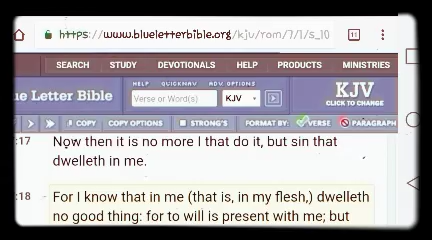 https://www.blueletterbible.org/kjv/rom/7/1/s_10
SEARCH STUDY DEVOTIONALS HELP PRODUCTS MINISTRIES
HELP QUICKNAV ADV OPTIONS
ue Letter Bible Verse or Word(s) KJV KJV
CLICK TO CHANGE
COPY COPY OPTIONS STRONG'S FORMAT BY: VERSE PARAGRAPH
:17 Now then it is no more I that do it, but sin that
dwelleth in me.
:18 For I know that in me (that is, in my flesh,) dwelleth
no good thing: for to will is present with me; but